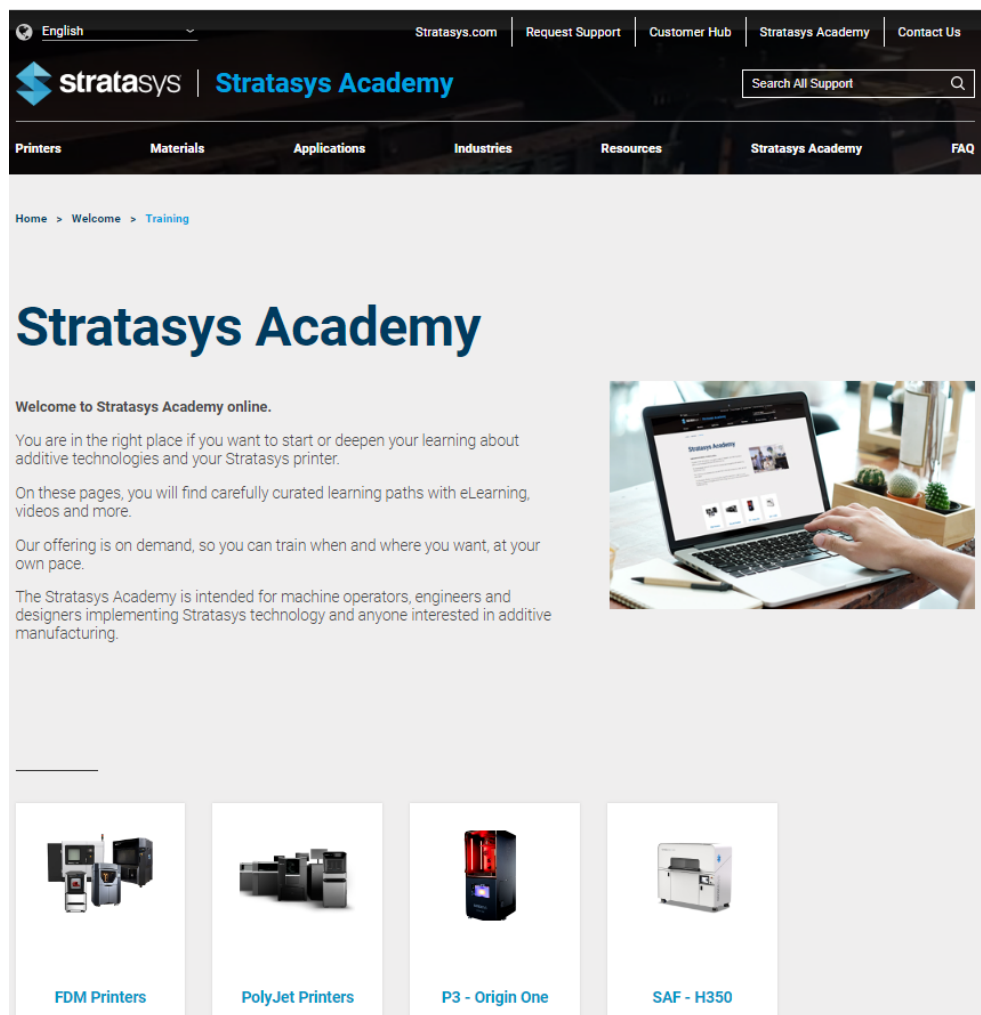 English
Stratasys.com
Request Support
Customer Hub
Stratasys Academy
Contact Us
stratasys
Stratasys Academy
Search All Support
Printers
Materials
Applications
Industries
Resources
Stratasys Academy
FAQ
Home > Welcome > Training
Stratasys Academy
Welcome to Stratasys Academy online.
You are in the right place if you want to start or deepen your learning about
additive technologies and your Stratasys printer.
On these pages, you will find carefully curated learning paths with eLearning,
videos and more.
Our offering is on demand, so you can train when and where you want, at your
own pace.
The Stratasys Academy is intended for machine operators, engineers and
designers implementing Stratasys technology and anyone interested in additive
manufacturing.
Stratasys Academy
FDM Printers
PolyJet Printers
P3 - Origin One
SAF - H350